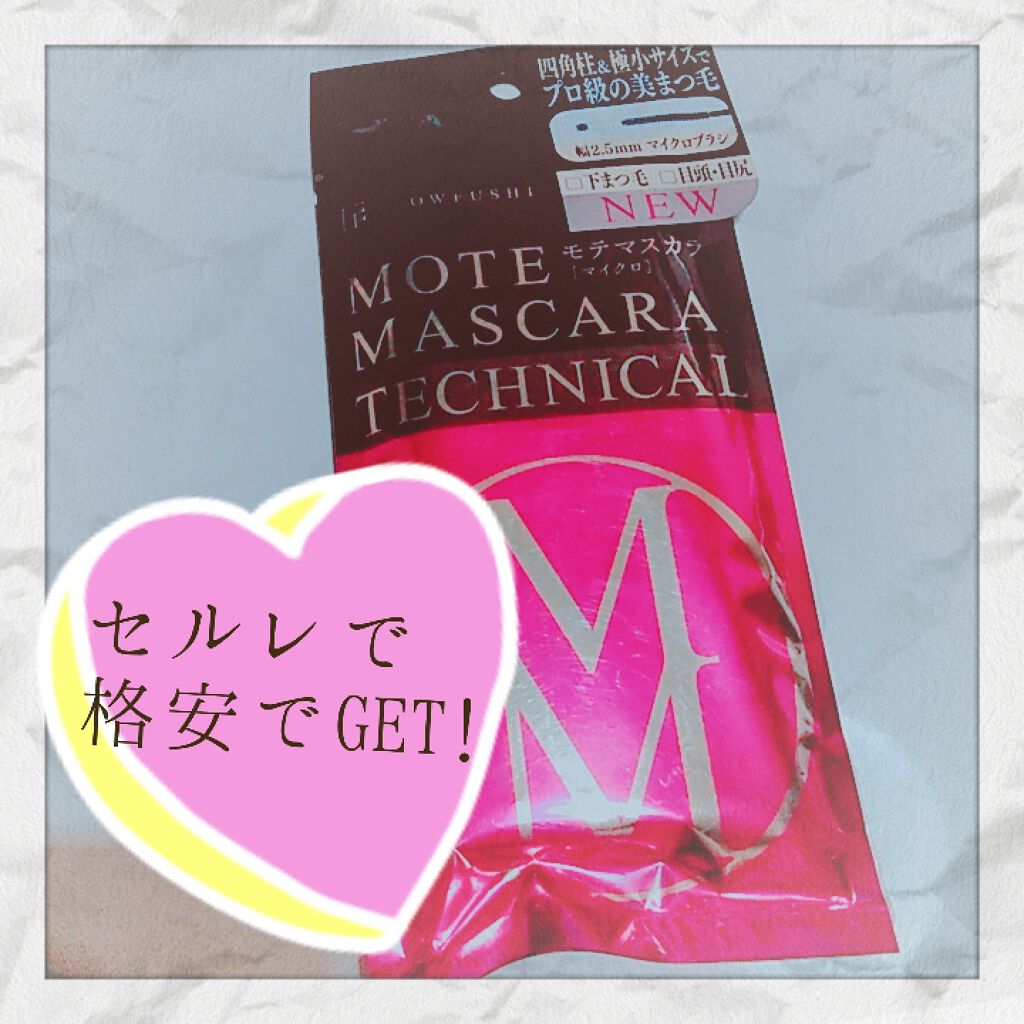 四角柱&極小サイズで
プロ級の美まつ毛
幅2.5mm マイクロブラシ
□下まつ毛 □目頭・目尻
NEW
OWFUSHI
MOTE
モテマスカラ
[マイクロ]
MASCARA
TECHNICAL
M
セルレで
格安でGET!